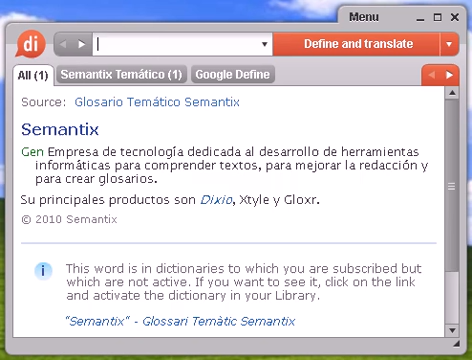 Menu
di
Define and translate
All (1) Semantix Temático (1) Google Define
Source: Glosario Temático Semantix
Semantix
Gen Empresa de tecnología dedicada al desarrollo de herramientas
informáticas para comprender textos, para mejorar la redacción y
para crear glosarios.
Su principales productos son Dixio, Xtyle y Gloxr.
© 2010 Semantix
i
This word is in dictionaries to which you are subscribed but
which are not active. If you want to see it, click on the link
and activate the dictionary in your Library.
"Semantix" - Glossari Temàtic Semantix